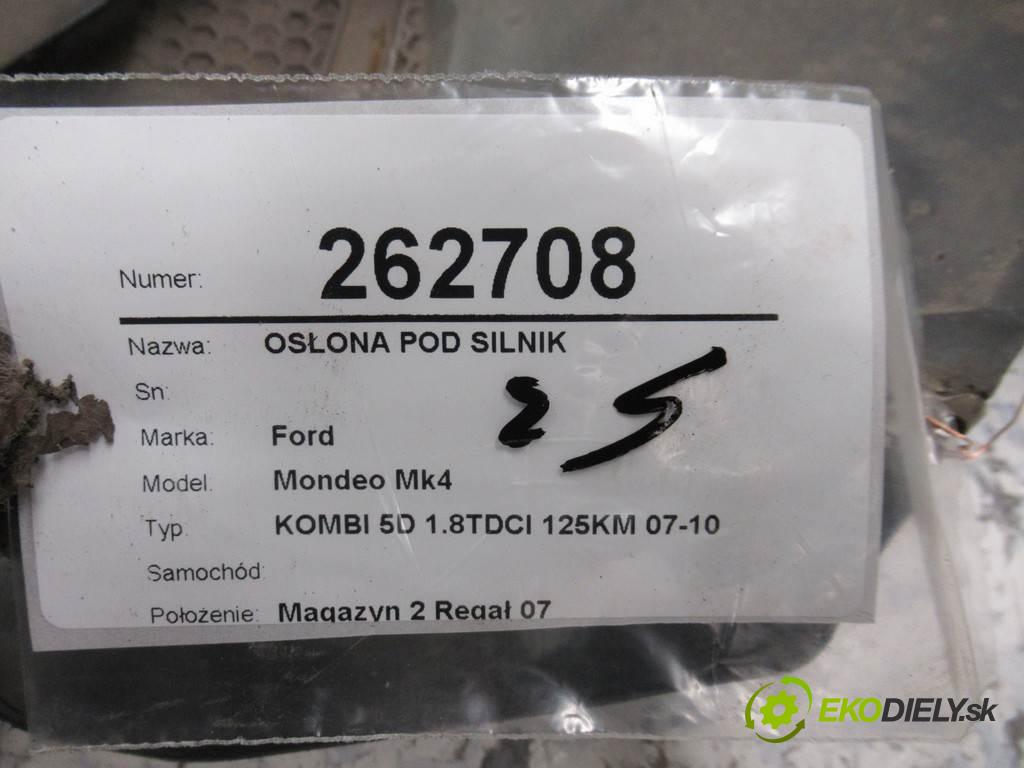 Numer: 262708
Nazwa: OSŁONA POD SILNIK
Sn:
25
Marka: Ford
Model: Mondeo Mk4
Typ: KOMBI 5D 1.8TDCI 125KM 07-10
Samochód:
Położenie: Magazyn 2 Regał 07
EKODIELY.sk